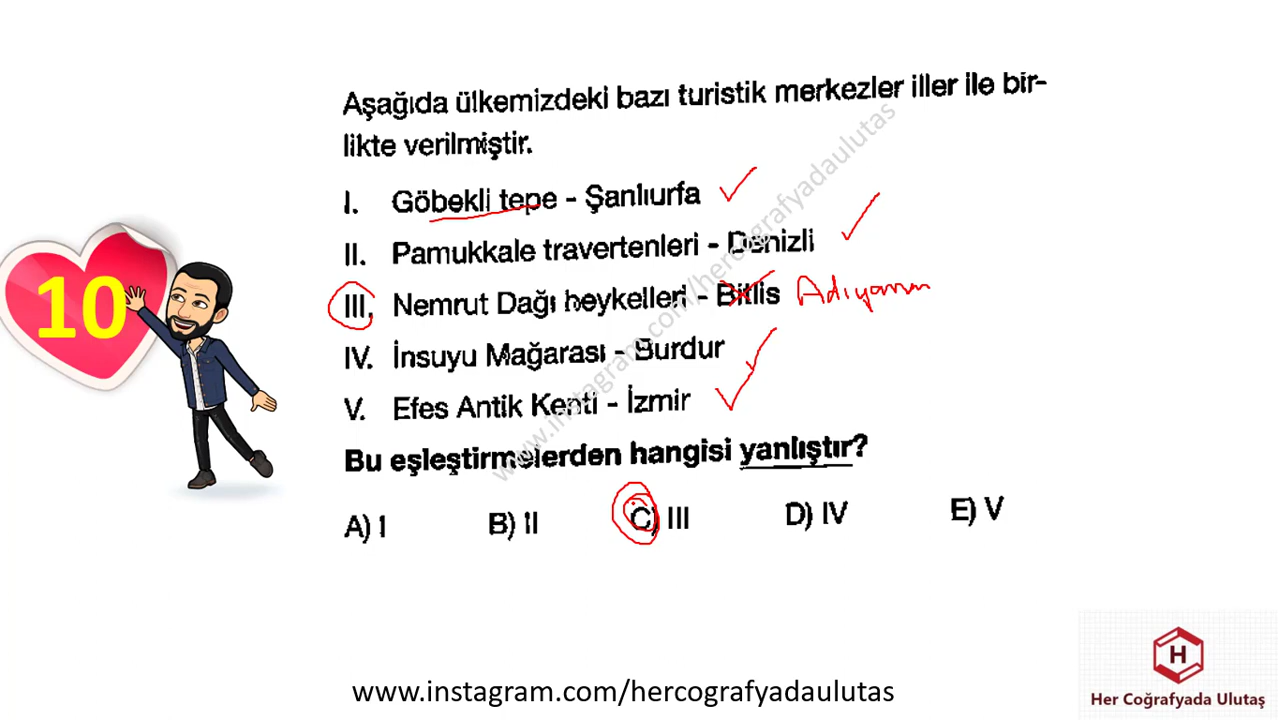 Aşağıda ülkemizdeki bazı turistik merkezler iller ile bir-
likte verilmiştir.
I. Göbekli tepe - Şanlıurfa
II. Pamukkale travertenleri - Denizli
III. Nemrut Dağı heykelleri - Bitlis Adıyaman
IV. İnsuyu Mağarası - Burdur
V. Efes Antik Kenti - İzmir
Bu eşleştirmelerden hangisi yanlıştır?
A) I B) II C) III D) IV E) V
10
www.instagram.com/hercografyadaulutas
www.instagram.com/hercografyadaulutas
H
Her Coğrafyada Ulutaş